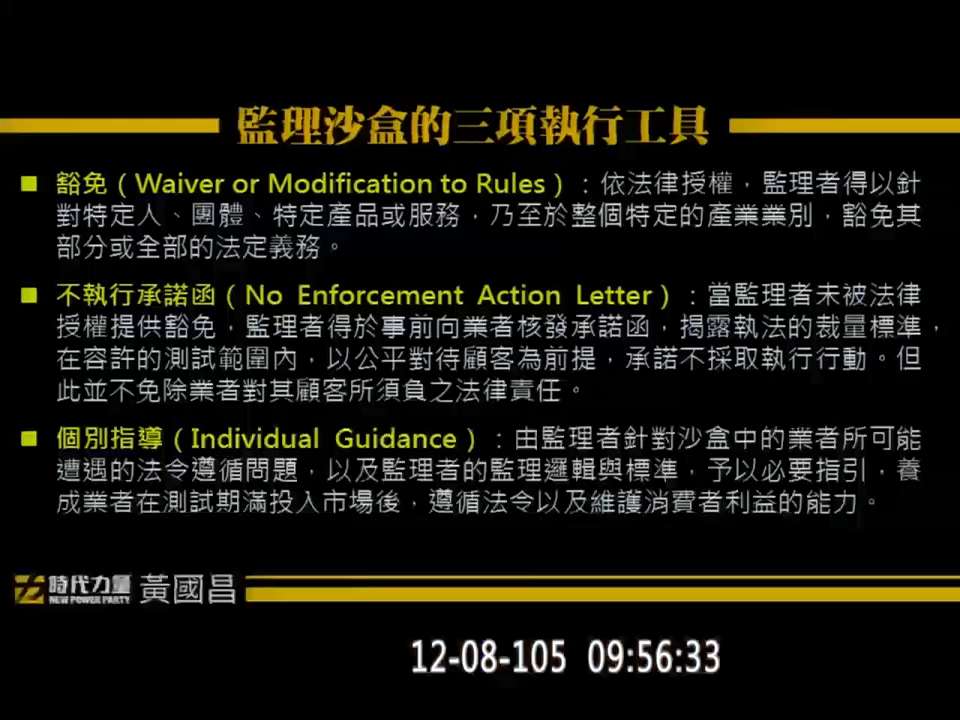 監理沙盒的三項執行工具
■ 豁免（Waiver or Modification to Rules）：依法律授權，監理者得以針
對特定人、團體、特定產品或服務，乃至於整個特定的產業業別，豁免其
部分或全部的法定義務。
■ 不執行承諾函（No Enforcement Action Letter）：當監理者未被法律
授權提供豁免，監理者得於事前向業者核發承諾函，揭露執法的裁量標準，
在容許的測試範圍內，以公平對待顧客為前提，承諾不採取執行行動。但
此並不免除業者對其顧客所須負之法律責任。
■ 個別指導（Individual Guidance）：由監理者針對沙盒中的業者所可能
遭遇的法令遵循問題，以及監理者的監理邏輯與標準，予以必要指引，養
成業者在測試期滿投入市場後，遵循法令以及維護消費者利益的能力。
時代力量 黃國昌
NEW POWER PARTY
12-08-105 09:56:33